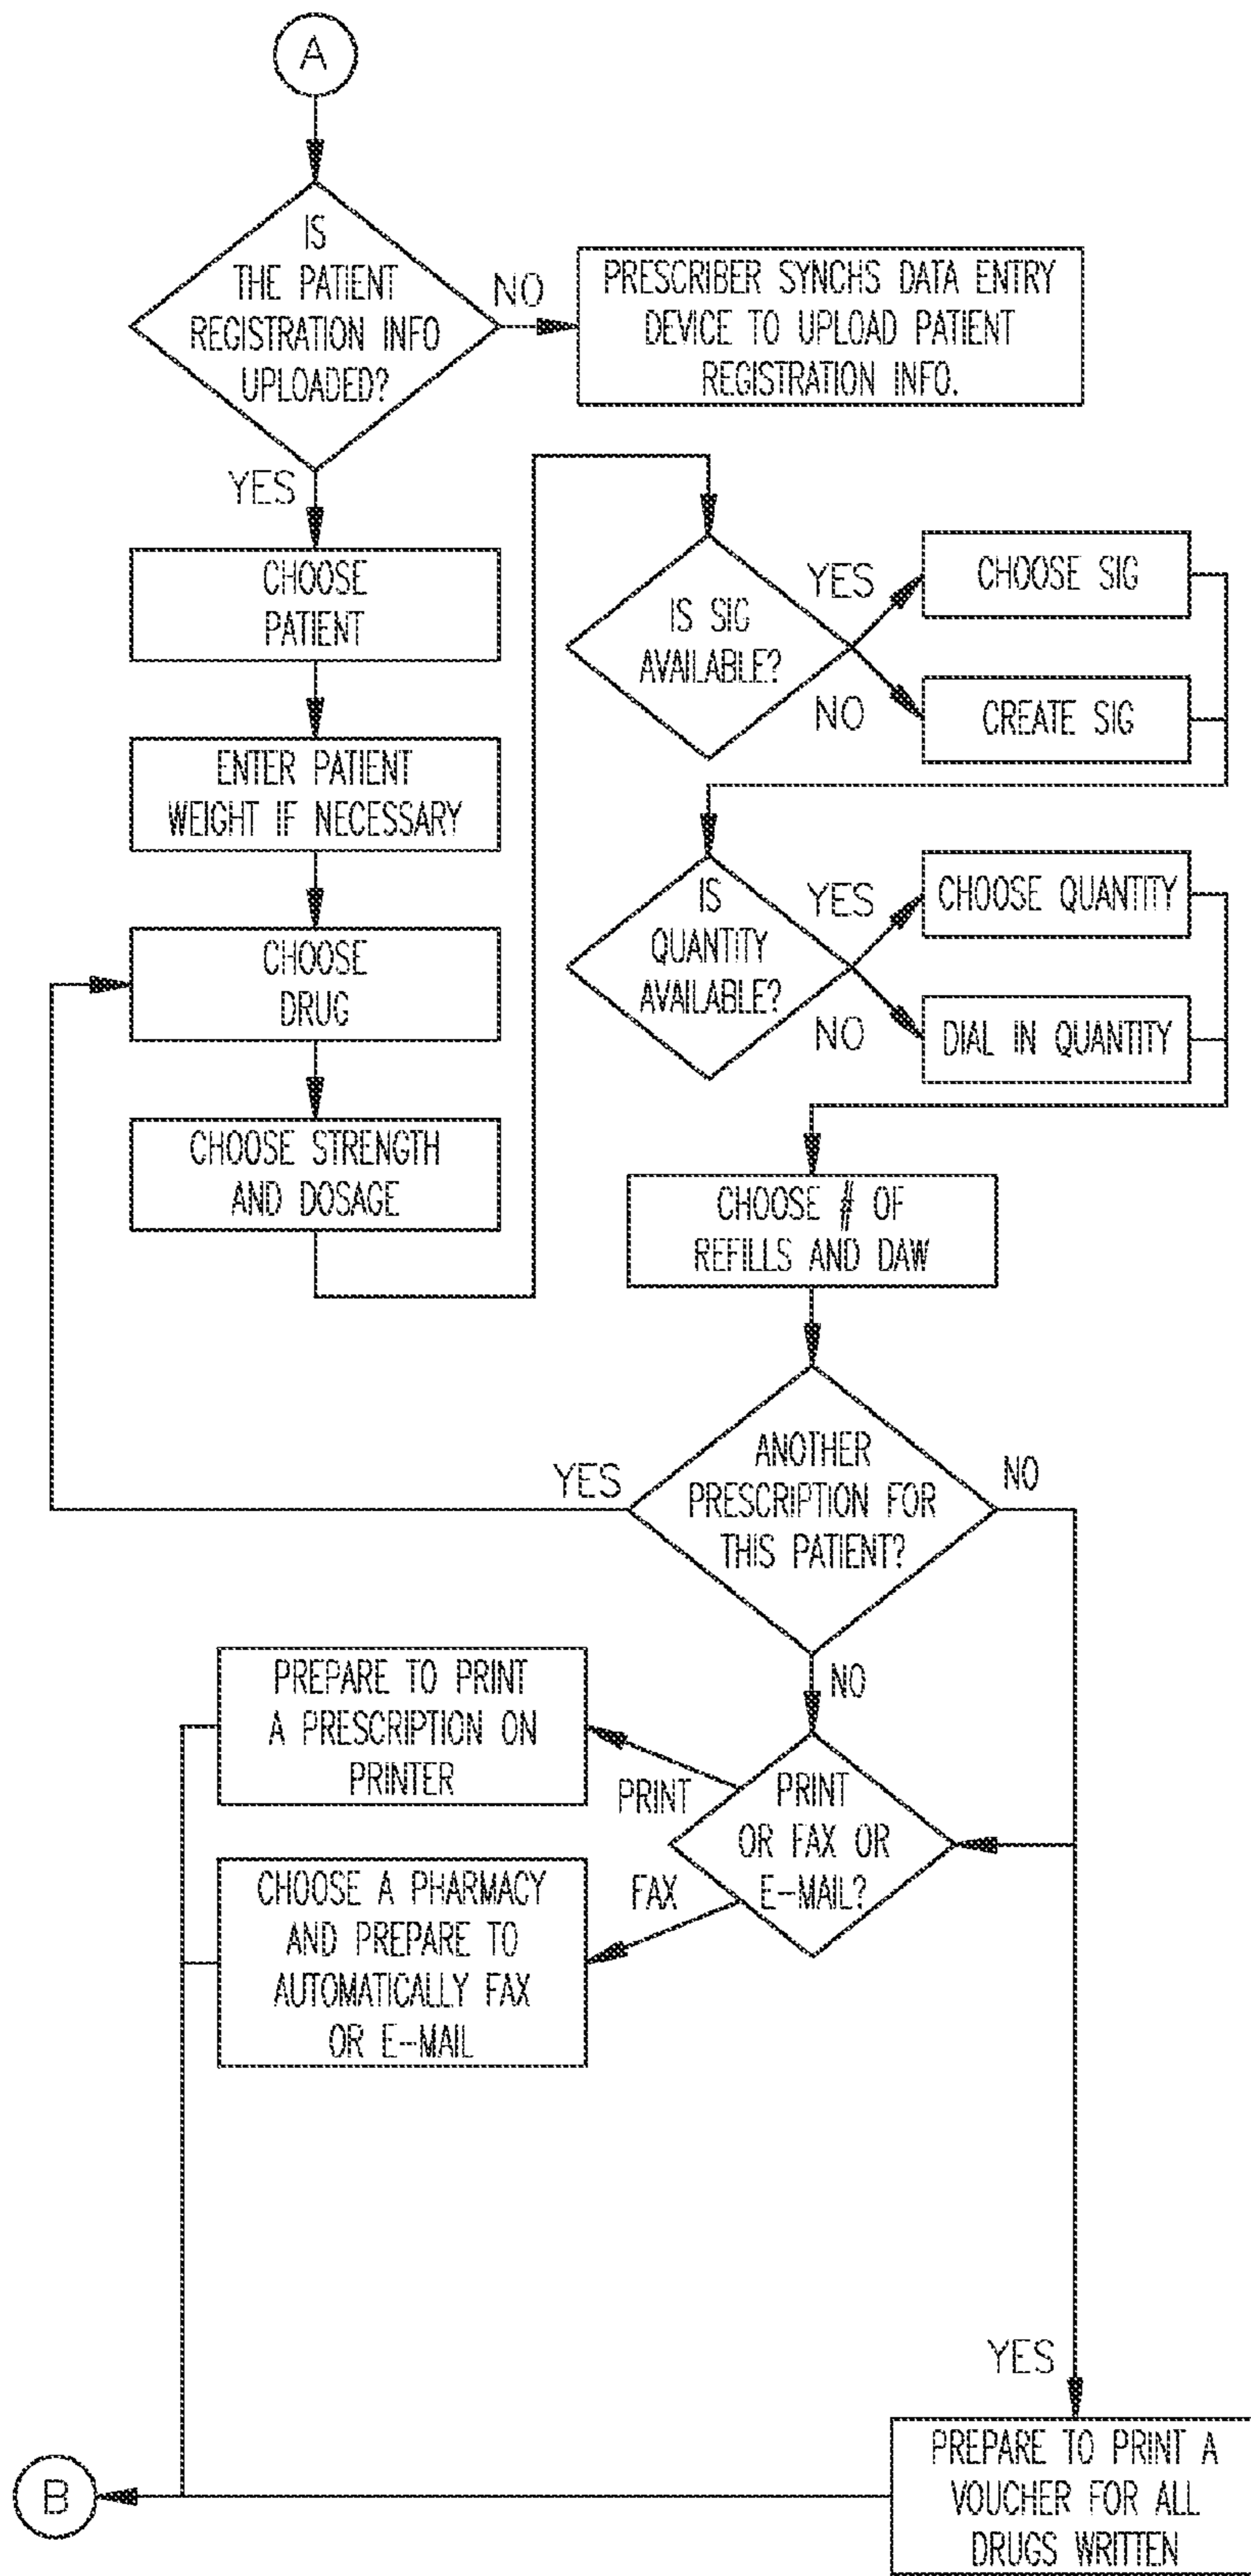 A
IS
THE PATIENT
REGISTRATION INFO
UPLOADED?
NO
PRESCRIBER SYNCHS DATA ENTRY
DEVICE TO UPLOAD PATIENT
REGISTRATION INFO.
YES
CHOOSE
PATIENT
ENTER PATIENT
WEIGHT IF NECESSARY
CHOOSE
DRUG
CHOOSE STRENGTH
AND DOSAGE
IS SIG
AVAILABLE?
YES
CHOOSE SIG
NO
CREATE SIG
IS
QUANTITY
AVAILABLE?
YES
CHOOSE QUANTITY
NO
DIAL IN QUANTITY
CHOOSE # OF
REFILLS AND DAW
ANOTHER
PRESCRIPTION FOR
THIS PATIENT?
YES
NO
NO
PRINT
OR FAX OR
E-MAIL?
PRINT
PREPARE TO PRINT
A PRESCRIPTION ON
PRINTER
FAX
CHOOSE A PHARMACY
AND PREPARE TO
AUTOMATICALLY FAX
OR E-MAIL
YES
PREPARE TO PRINT A
VOUCHER FOR ALL
DRUGS WRITTEN
B